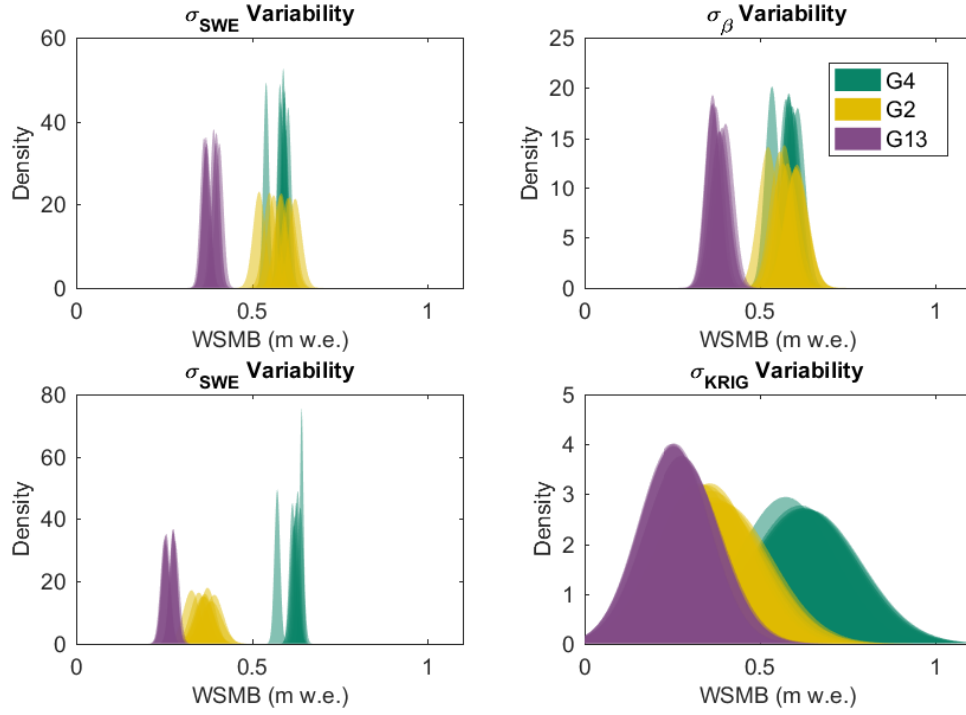 σSWE Variability
60
40
20
0
Density
0 0.5 1
WSMB (m w.e.)
σβ Variability
25
20
15
10
5
0
Density
G4
G2
G13
0 0.5 1
WSMB (m w.e.)
σSWE Variability
80
60
40
20
0
Density
0 0.5 1
WSMB (m w.e.)
σKRIG Variability
5
4
3
2
1
0
Density
0 0.5 1
WSMB (m w.e.)